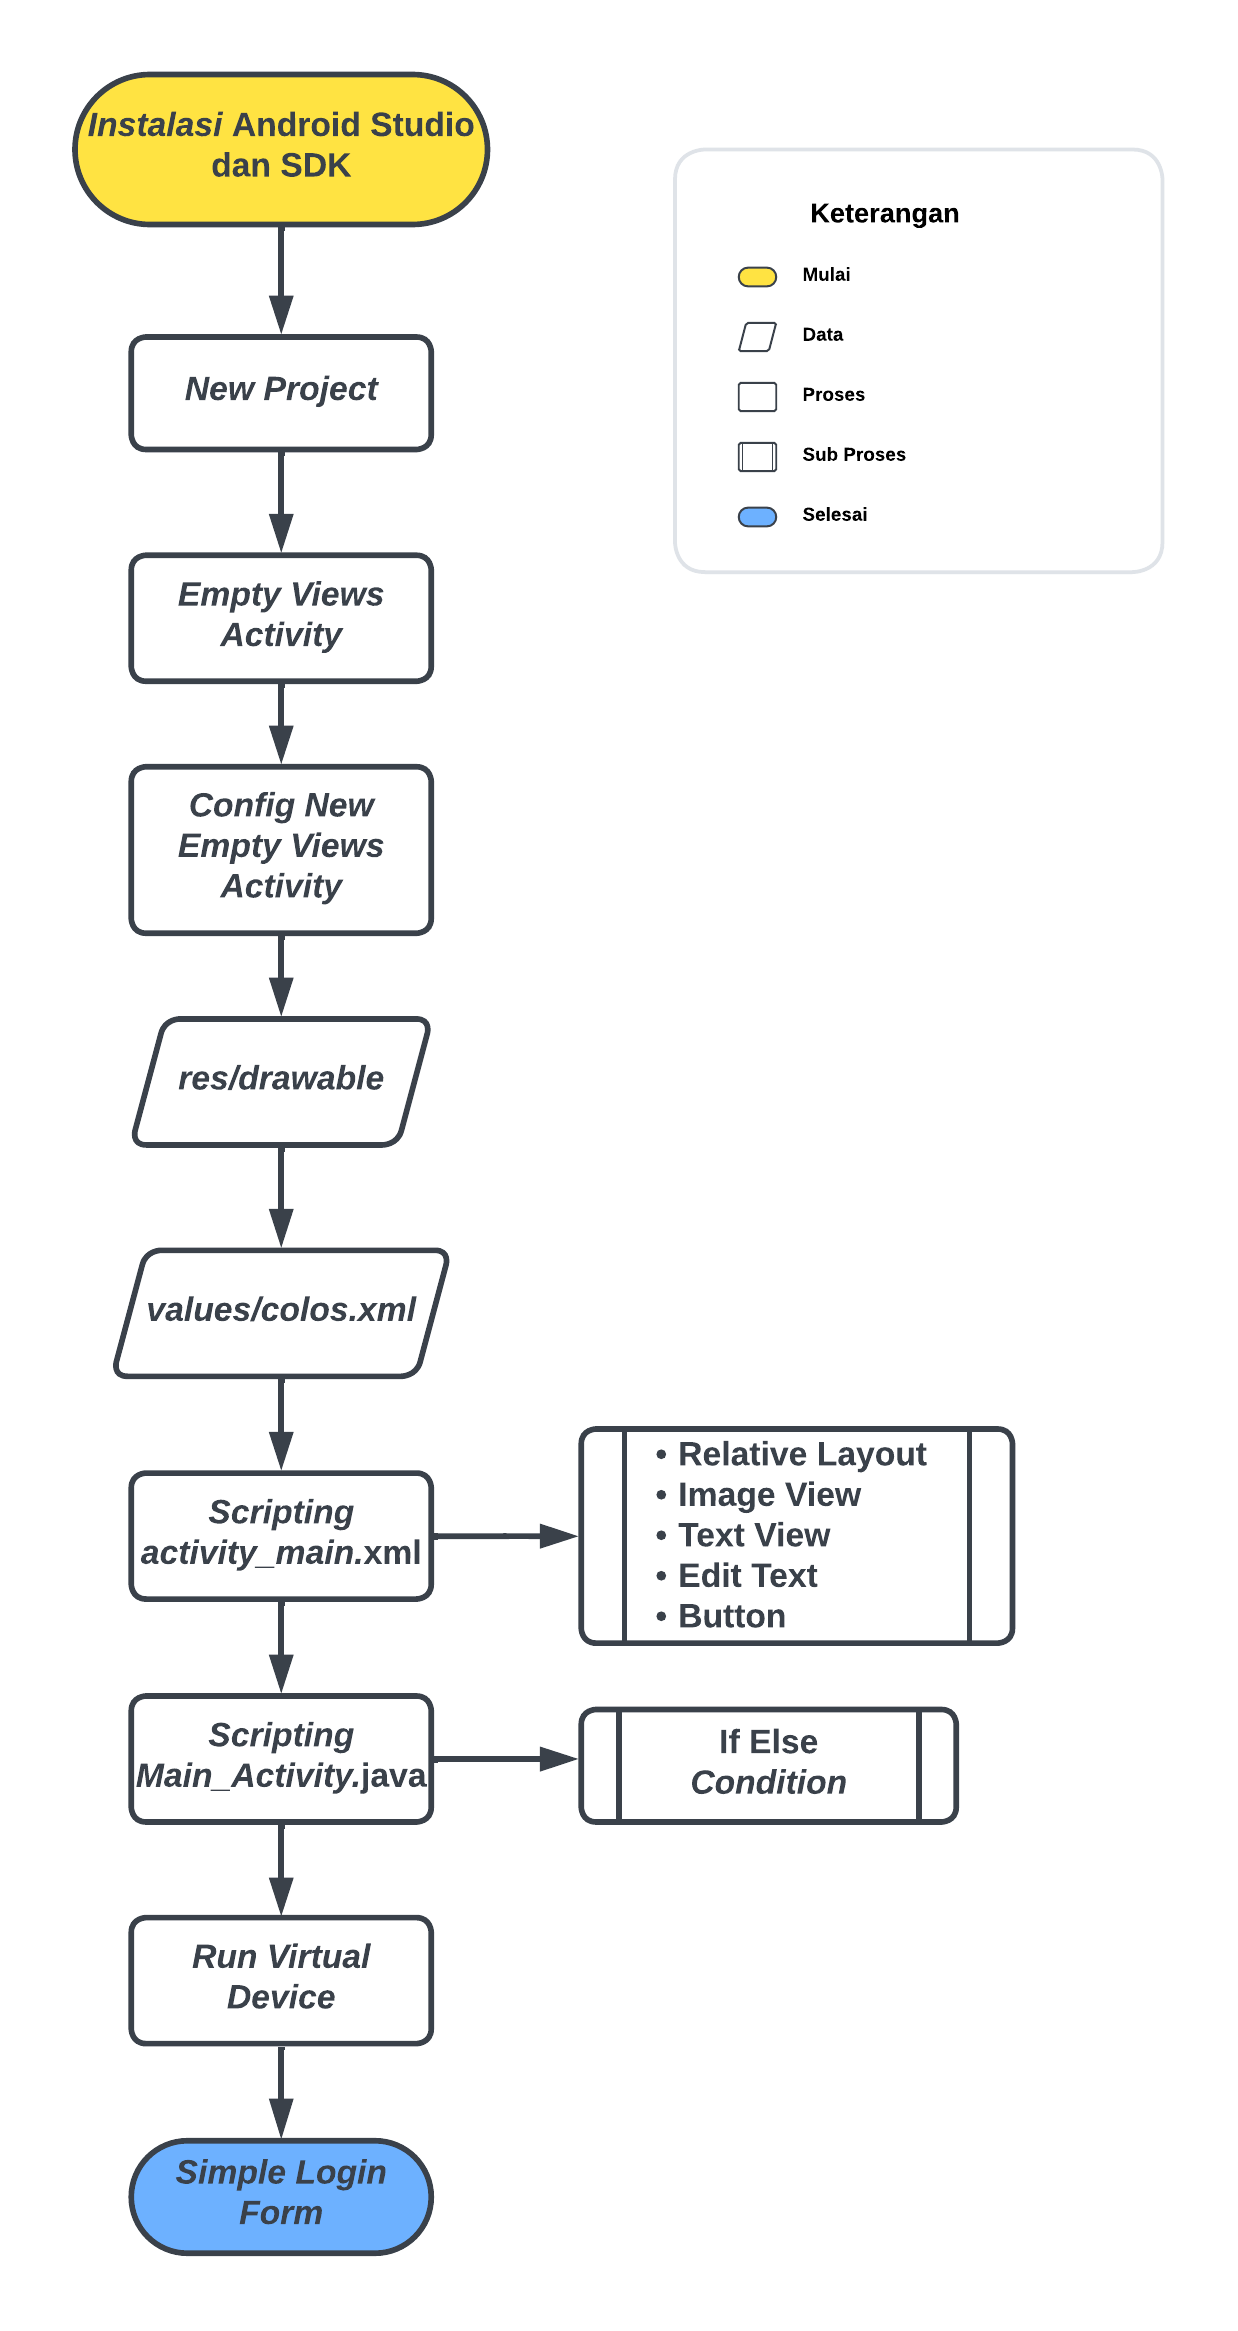 Instalasi Android Studio
dan SDK
Keterangan
Mulai
Data
Proses
Sub Proses
Selesai
New Project
Empty Views
Activity
Config New
Empty Views
Activity
res/drawable
values/colos.xml
Scripting
activity_main.xml
• Relative Layout
• Image View
• Text View
• Edit Text
• Button
Scripting
Main_Activity.java
If Else
Condition
Run Virtual
Device
Simple Login
Form